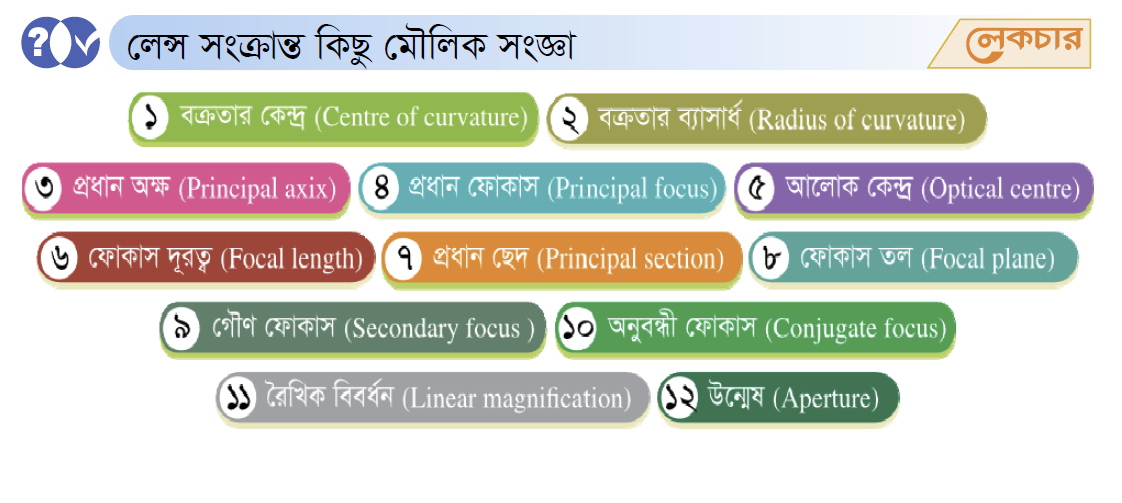 লেন্স সংক্রান্ত কিছু মৌলিক সংজ্ঞা
লেকচার
১ বক্রতার কেন্দ্র (Centre of curvature) ২ বক্রতার ব্যাসার্ধ (Radius of curvature)
৩ প্রধান অক্ষ (Principal axix) ৪ প্রধান ফোকাস (Principal focus) ৫ আলোক কেন্দ্র (Optical centre)
৬ ফোকাস দূরত্ব (Focal length) ৭ প্রধান ছেদ (Principal section) ৮ ফোকাস তল (Focal plane)
৯ গৌণ ফোকাস (Secondary focus ) ১০ অনুবন্ধী ফোকাস (Conjugate focus)
১১ রৈখিক বিবর্ধন (Linear magnification) ১২ উন্মেষ (Aperture)